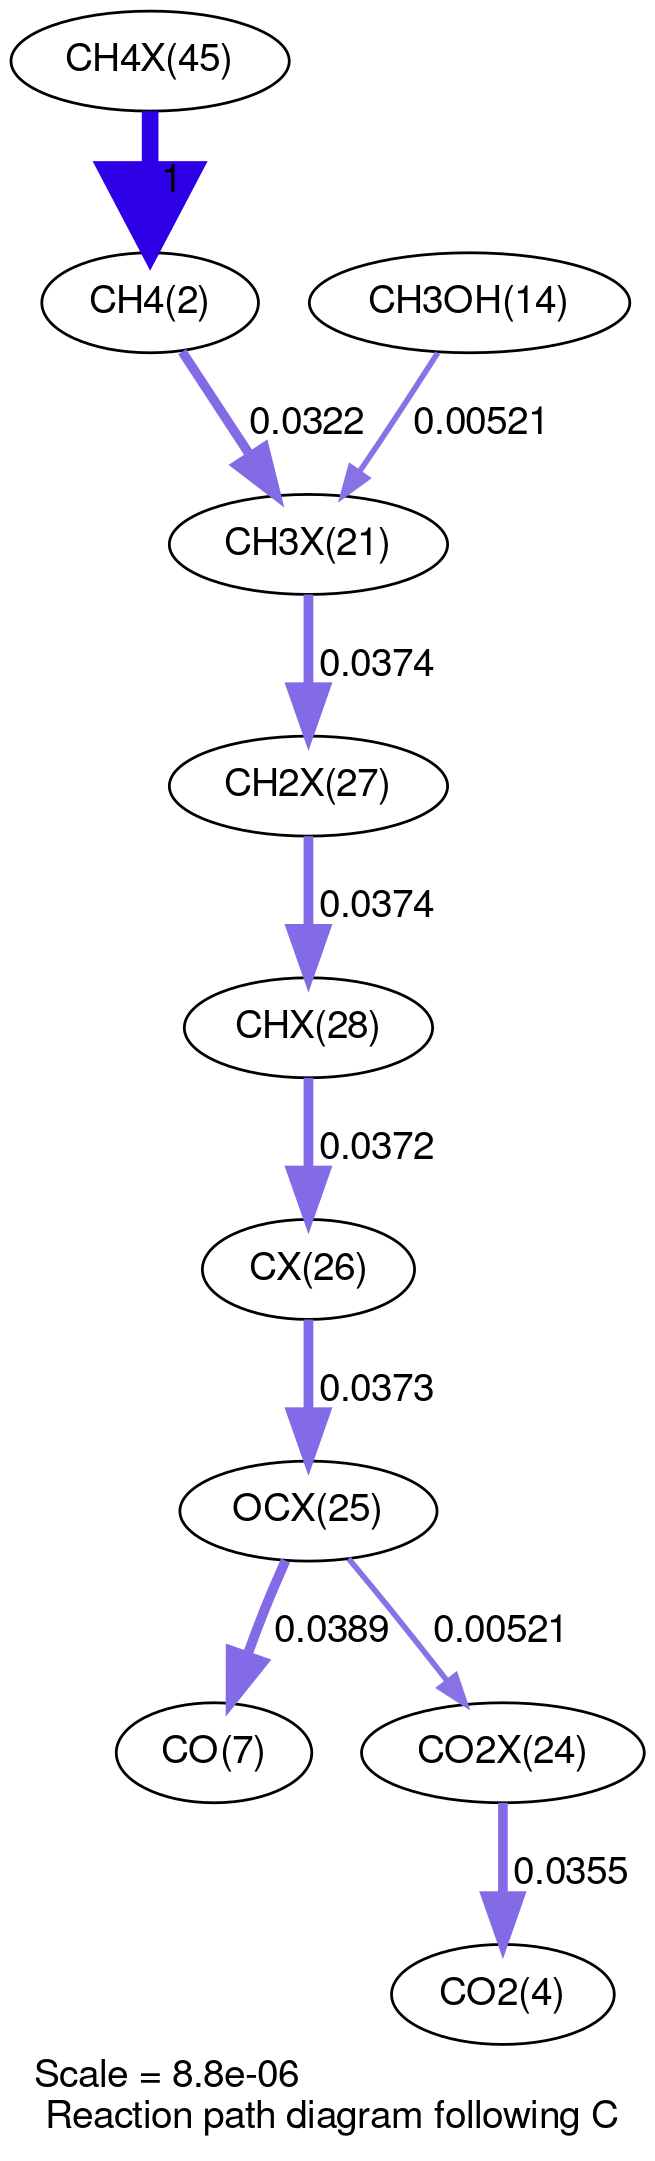 CH4X(45)
1
CH4(2)
CH3OH(14)
0.0322
0.00521
CH3X(21)
0.0374
CH2X(27)
0.0374
CHX(28)
0.0372
CX(26)
0.0373
OCX(25)
0.0389
0.00521
CO(7)
CO2X(24)
0.0355
CO2(4)
Scale = 8.8e-06
Reaction path diagram following C